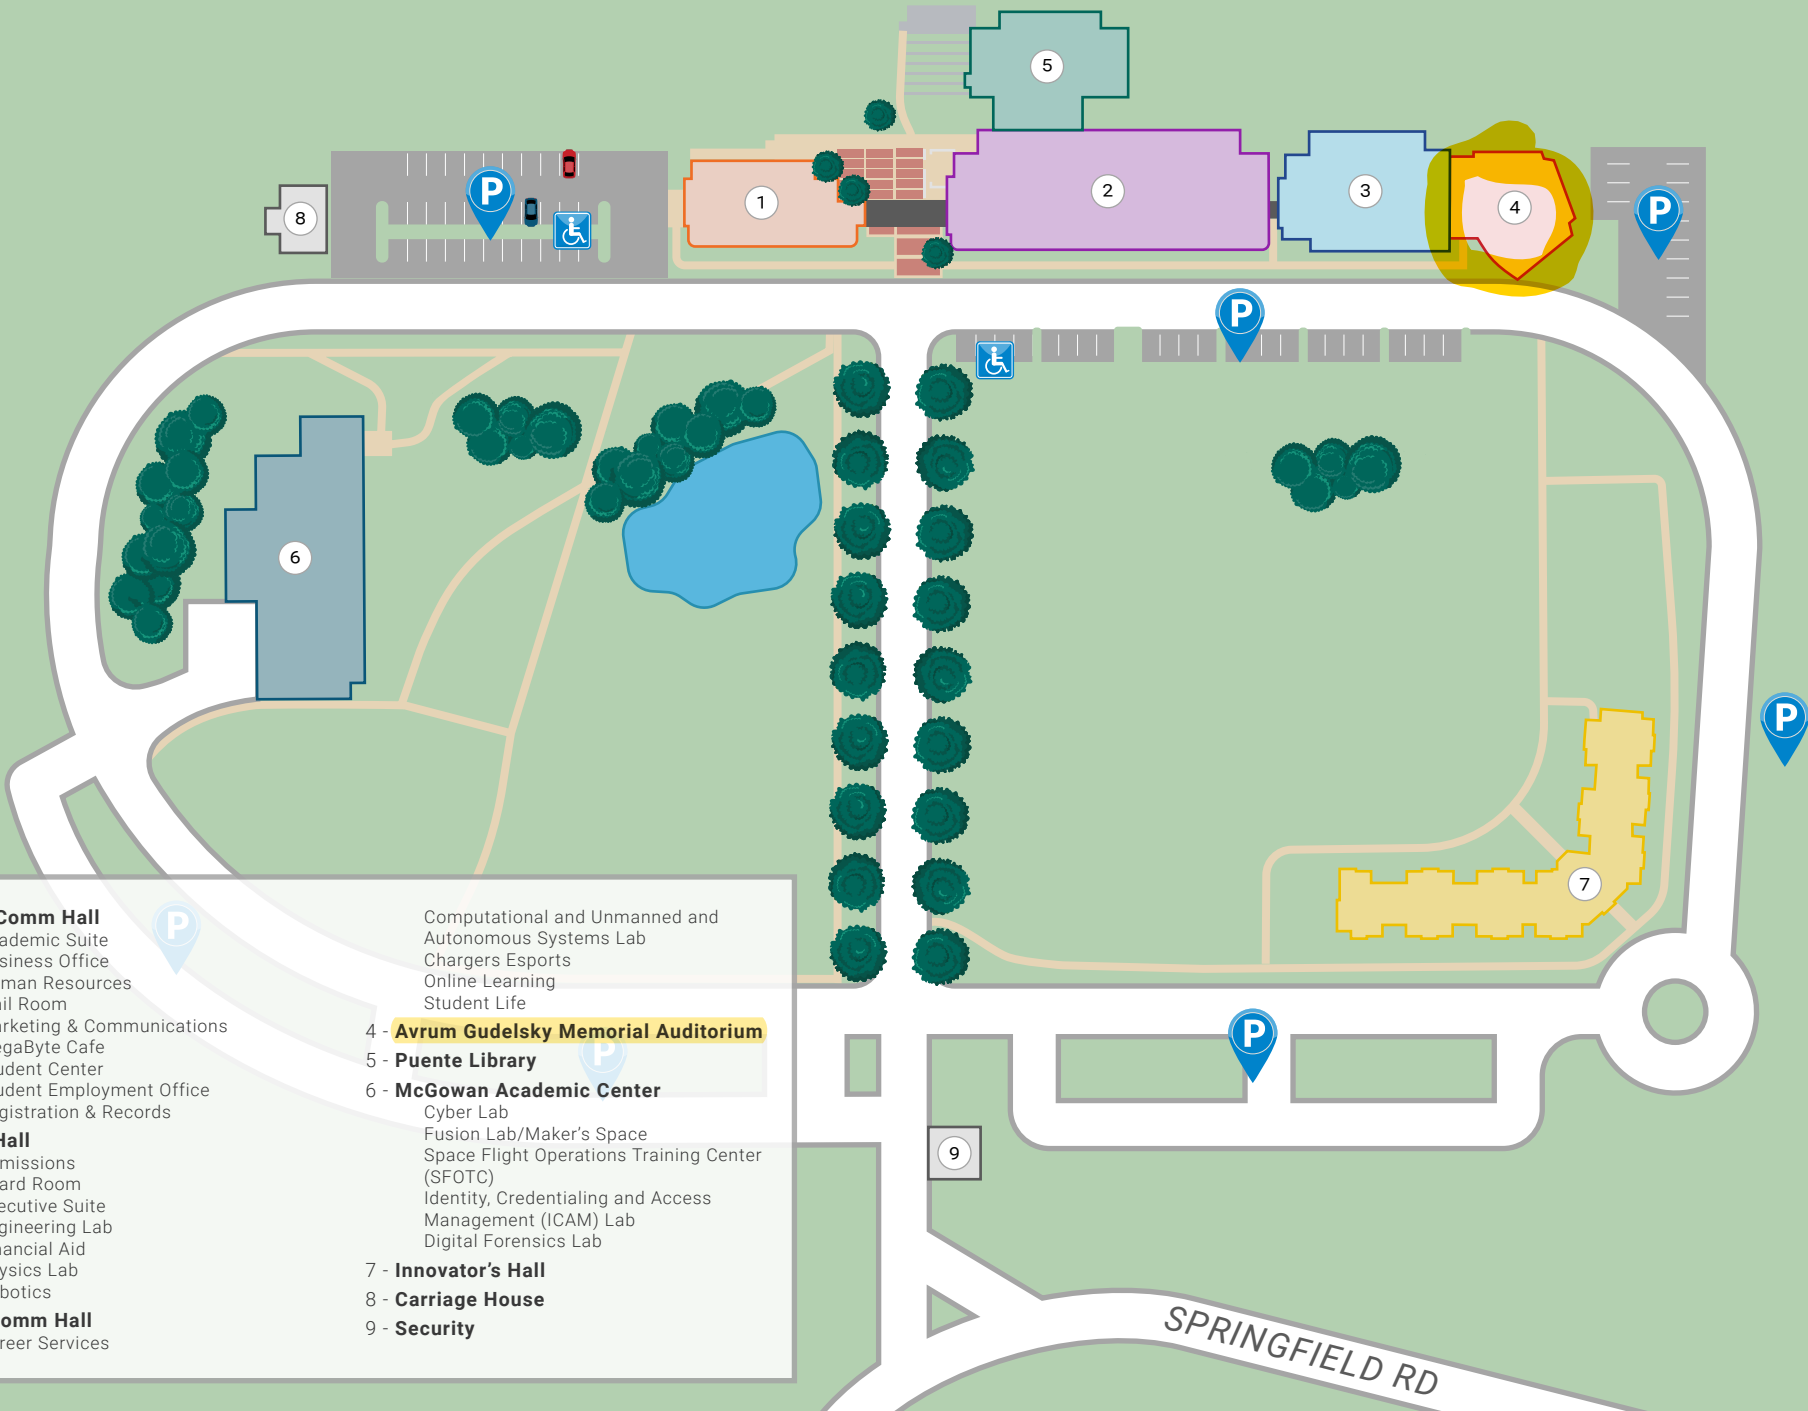 5
P
8
1
2
3
4
P
P
6
7
P
Comm Hall
ademic Suite
siness Office
man Resources
il Room
rketing & Communications
egaByte Cafe
udent Center
udent Employment Office
gistration & Records
Hall
missions
ard Room
ecutive Suite
gineering Lab
ancial Aid
ysics Lab
botics
omm Hall
reer Services
P
Computational and Unmanned and
Autonomous Systems Lab
Chargers Esports
Online Learning
Student Life
4 - Avrum Gudelsky Memorial Auditorium
5 - Puente Library
6 - McGowan Academic Center
Cyber Lab
Fusion Lab/Maker's Space
Space Flight Operations Training Center
(SFOTC)
Identity, Credentialing and Access
Management (ICAM) Lab
Digital Forensics Lab
7 - Innovator's Hall
8 - Carriage House
9 - Security
P
P
9
SPRINGFIELD RD